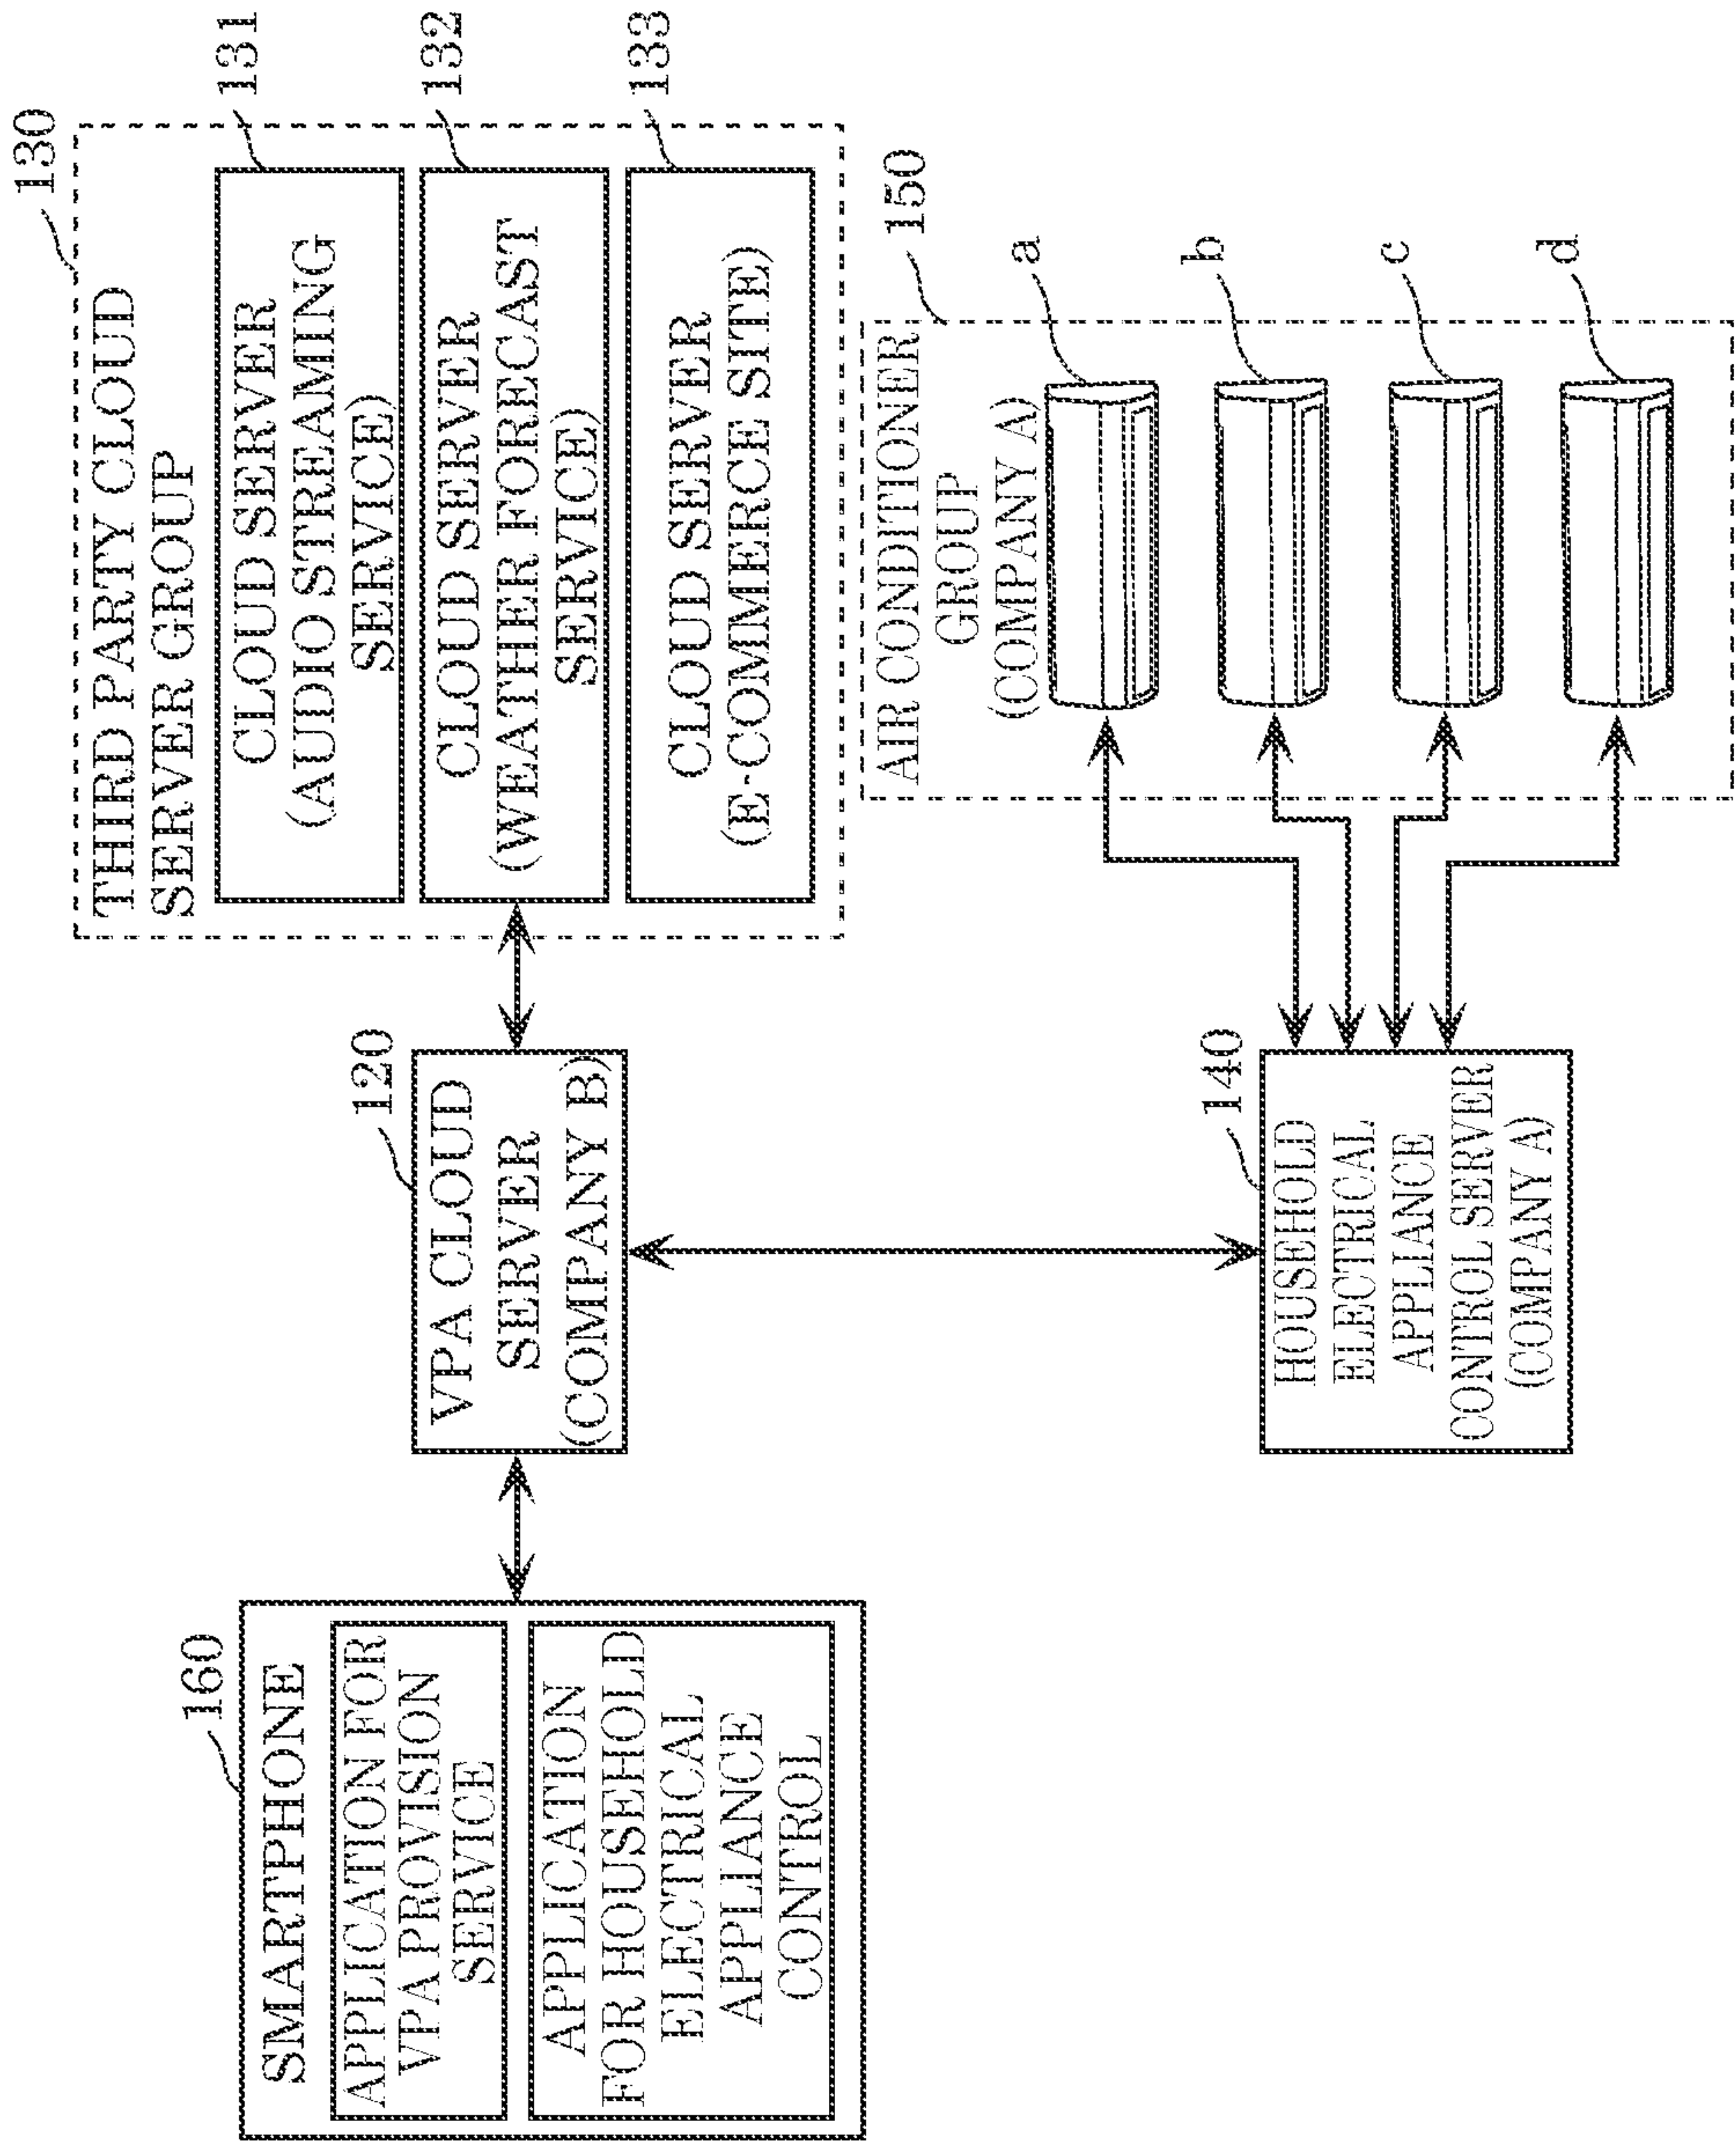 160
SMARTPHONE
APPLICATION FOR
VPA PROVISION
SERVICE
APPLICATION
FOR HOUSEHOLD
ELECTRICAL
APPLIANCE
CONTROL
120
VPA CLOUD
SERVER
(COMPANY B)
130
THIRD PARTY CLOUD
SERVER GROUP
CLOUD SERVER
(AUDIO STREAMING
SERVICE)
131
CLOUD SERVER
(WEATHER FORECAST
SERVICE)
132
CLOUD SERVER
(E-COMMERCE SITE)
133
140
HOUSEHOLD
ELECTRICAL
APPLIANCE
CONTROL SERVER
(COMPANY A)
150
AIR CONDITIONER
GROUP
(COMPANY A)
a
b
c
d